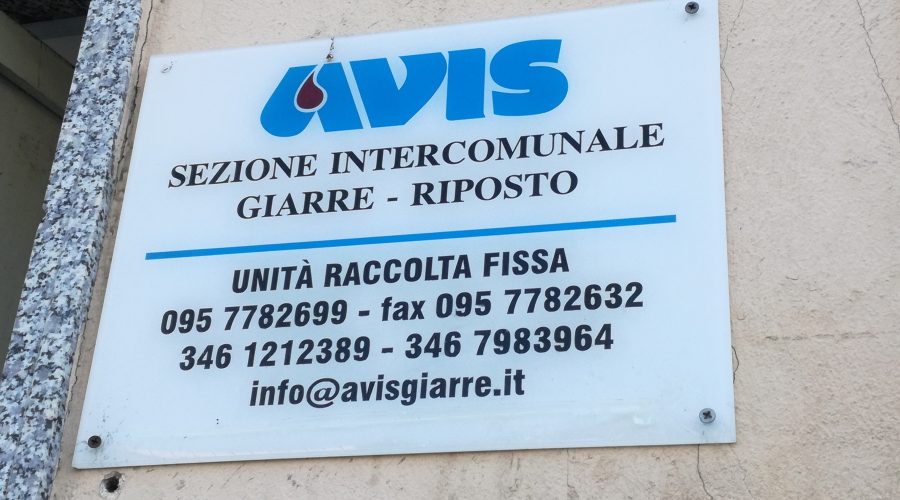 AVIS
SEZIONE INTERCOMUNALE
GIARRE - RIPOSTO
UNITÀ RACCOLTA FISSA
095 7782699 - fax 095 7782632
346 1212389 - 346 7983964
info@avisgiarre.it